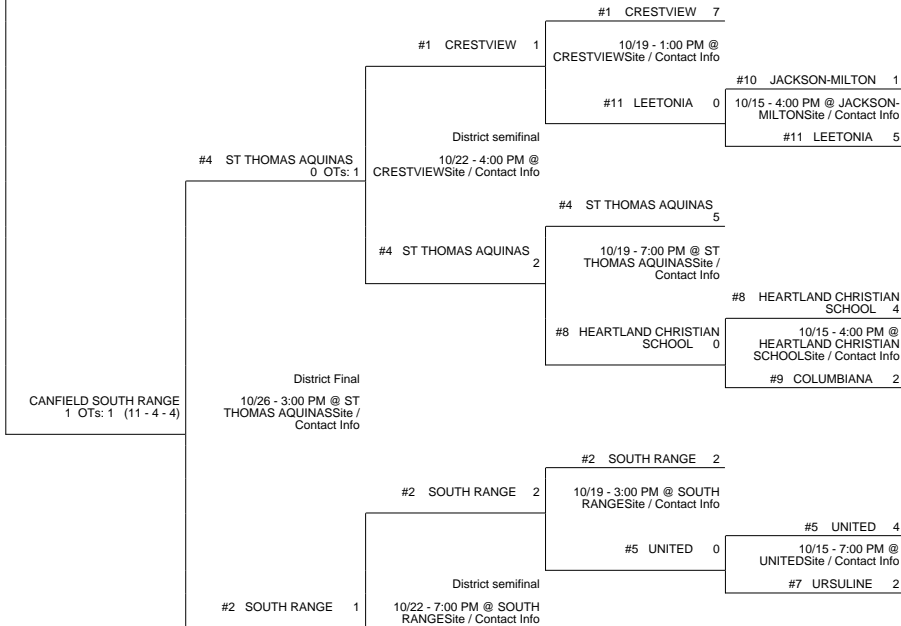 #1 CRESTVIEW 7
#1 CRESTVIEW 1
10/19 - 1:00 PM @
CRESTVIEWSite / Contact Info
#10 JACKSON-MILTON 1
#11 LEETONIA 0
10/15 - 4:00 PM @ JACKSON-
MILTONSite / Contact Info
#11 LEETONIA 5
District semifinal
#4 ST THOMAS AQUINAS
0 OTs: 1
10/22 - 4:00 PM @
CRESTVIEWSite / Contact Info
#4 ST THOMAS AQUINAS
5
#4 ST THOMAS AQUINAS
2
10/19 - 7:00 PM @ ST
THOMAS AQUINASSite /
Contact Info
#8 HEARTLAND CHRISTIAN
SCHOOL 4
#8 HEARTLAND CHRISTIAN
SCHOOL 0
10/15 - 4:00 PM @
HEARTLAND CHRISTIAN
SCHOOLSite / Contact Info
#9 COLUMBIANA 2
District Final
CANFIELD SOUTH RANGE
1 OTs: 1 (11 - 4 - 4)
10/26 - 3:00 PM @ ST
THOMAS AQUINASSite /
Contact Info
#2 SOUTH RANGE 2
#2 SOUTH RANGE 2
10/19 - 3:00 PM @ SOUTH
RANGESite / Contact Info
#5 UNITED 4
#5 UNITED 0
10/15 - 7:00 PM @
UNITEDSite / Contact Info
#7 URSULINE 2
District semifinal
#2 SOUTH RANGE 1
10/22 - 7:00 PM @ SOUTH
RANGESite / Contact Info